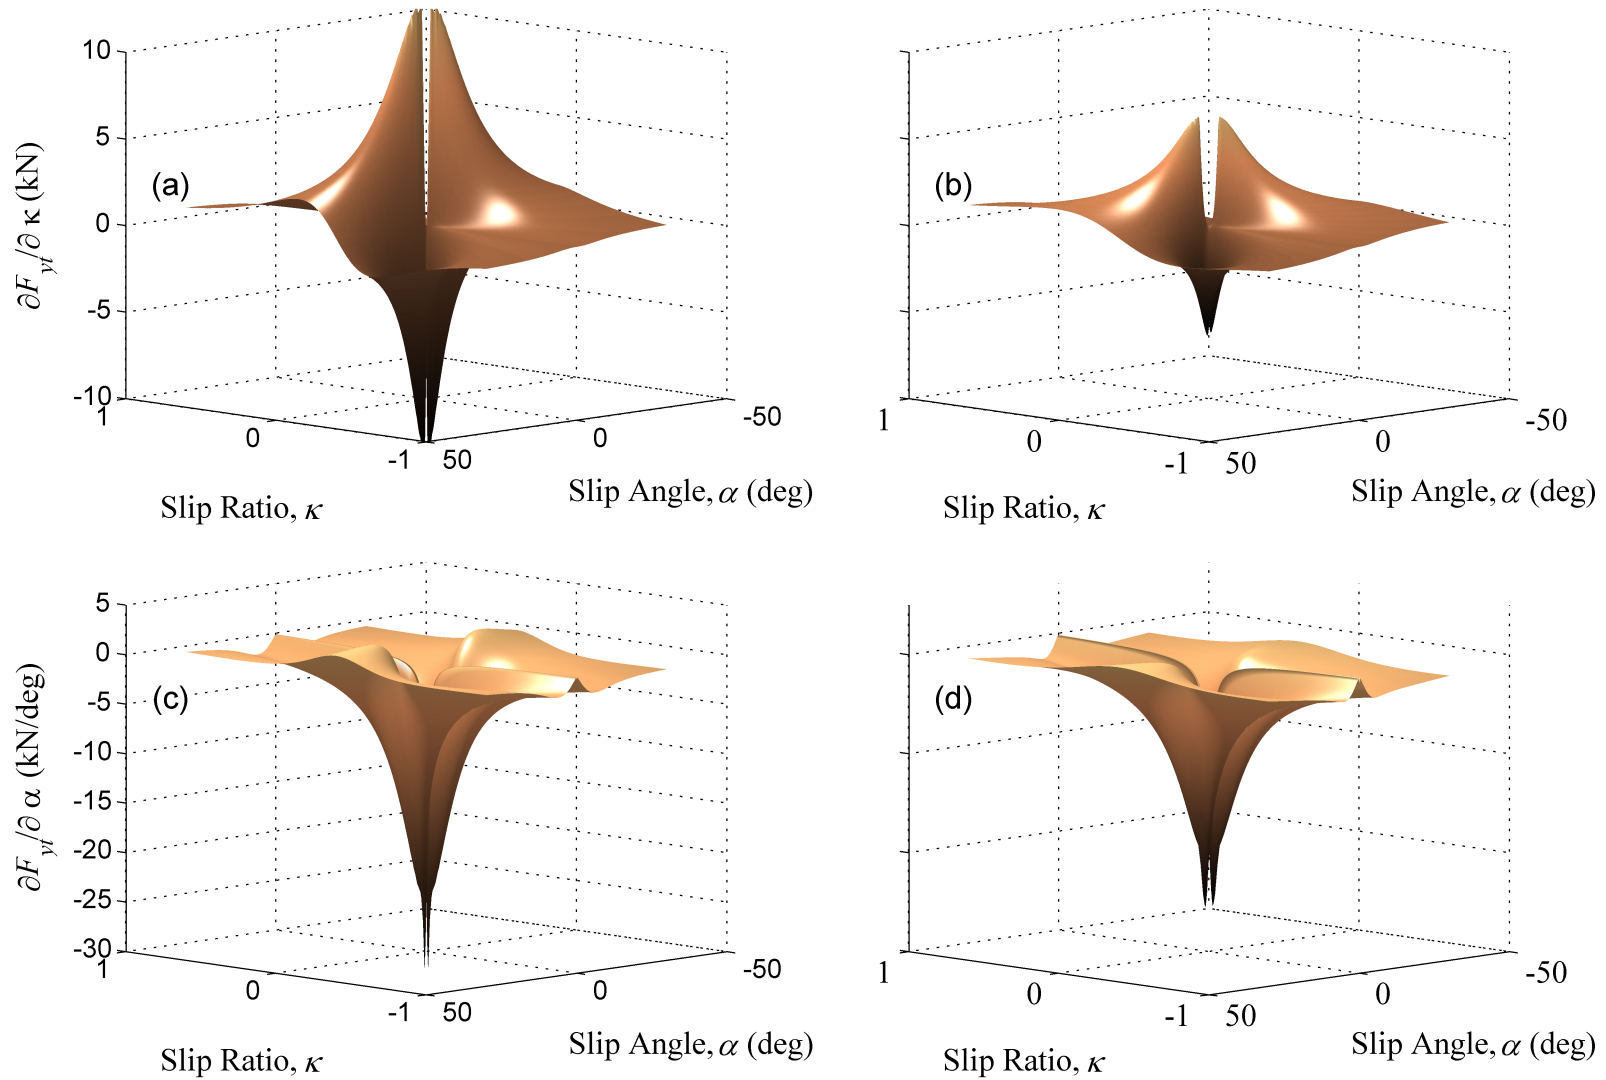 10
5
0
-5
-10
∂F_yt/∂ κ (kN)
(a)
1
0
-1
50
0
-50
Slip Ratio, κ
Slip Angle, α (deg)
(b)
1
0
-1
50
0
-50
Slip Ratio, κ
Slip Angle, α (deg)
5
0
-5
-10
-15
-20
-25
-30
∂F_yt/∂ α (kN/deg)
(c)
1
0
-1
50
0
-50
Slip Ratio, κ
Slip Angle, α (deg)
(d)
1
0
-1
50
0
-50
Slip Ratio, κ
Slip Angle, α (deg)